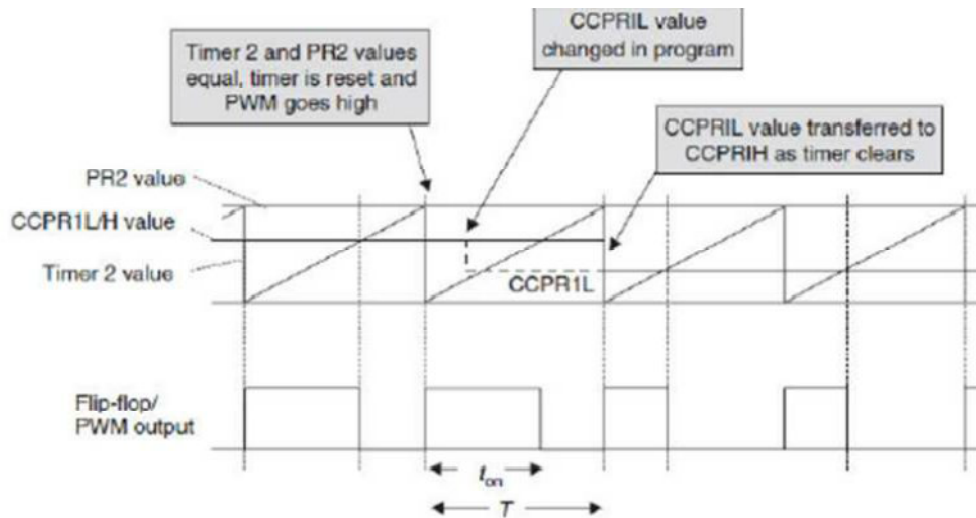 CCPRIL value
changed in program
Timer 2 and PR2 values
equal, timer is reset and
PWM goes high
CCPRIL value transferred to
CCPRIH as timer clears
PR2 value
CCPR1L/H value
Timer 2 value
CCPR1L
Flip-flop/
PWM output
ton
T